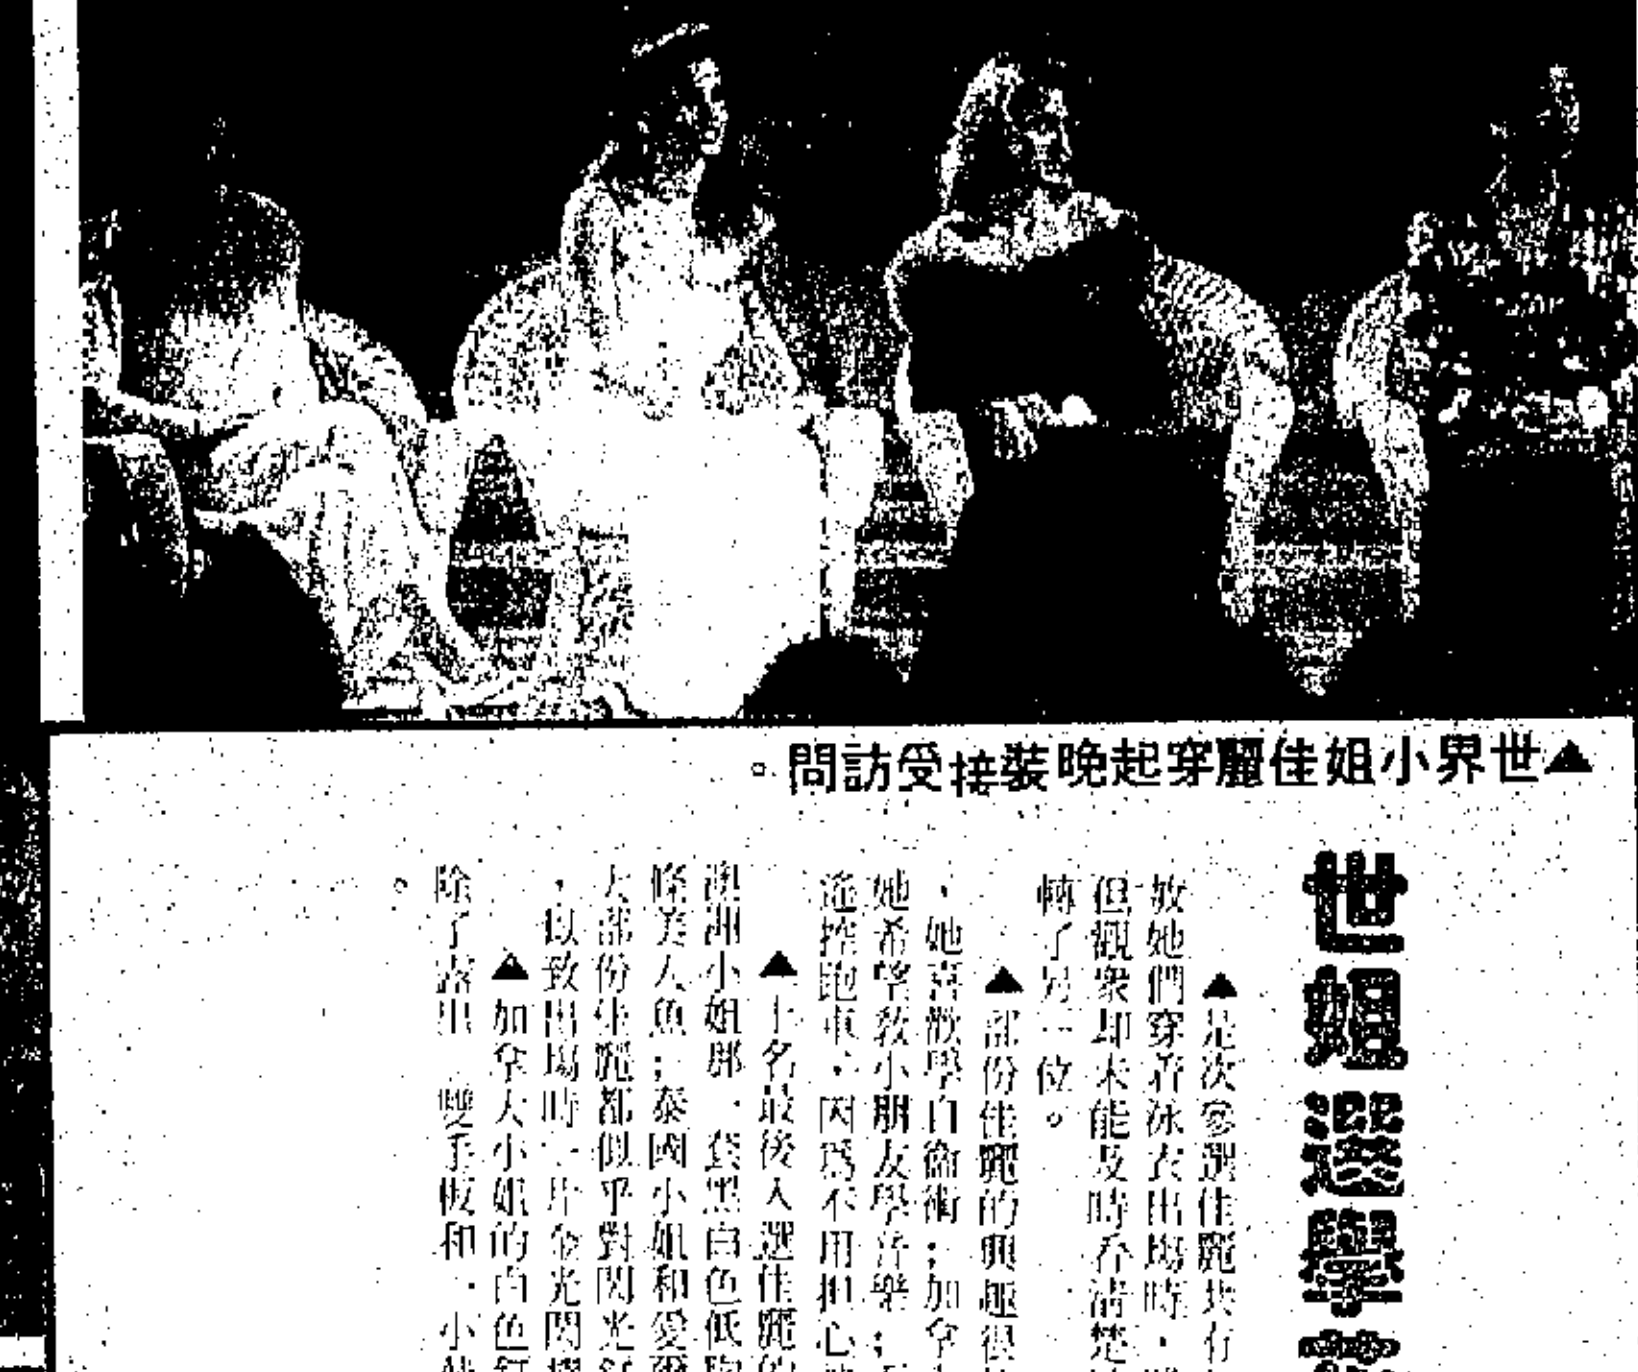 ▲世界小姐佳麗穿起晚裝接受訪問。
世姐選舉
▲是次參選佳麗共有
故她們穿着泳衣出場時，
但觀衆却未能及時看清楚
轉了另一位。
▲部份佳麗的興趣很
，她喜歡學自衞術；加拿
她希望教小朋友學音樂；
遙控跑車，因爲不用担心
▲十名最後入選佳麗的
澳洲小姐那一套黑白色低胸
條美人魚；泰國小姐和愛爾
大部份佳麗都似乎對閃光
，以致出場時一片金光閃耀
▲加拿大小姐的白色
除了露出 雙手板和一小
。